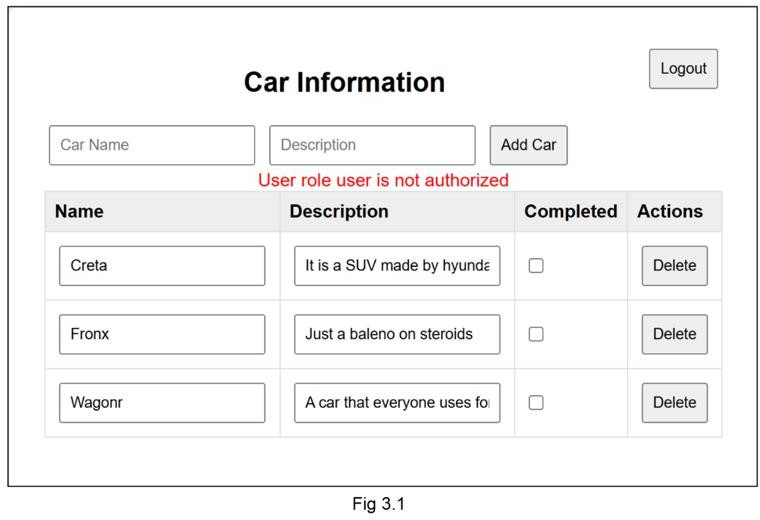 Logout
Car Information
Car Name Description Add Car
User role user is not authorized
Name Description Completed Actions
Creta It is a SUV made by hyunda Delete
Fronx Just a baleno on steroids Delete
Wagonr A car that everyone uses fo Delete
Fig 3.1